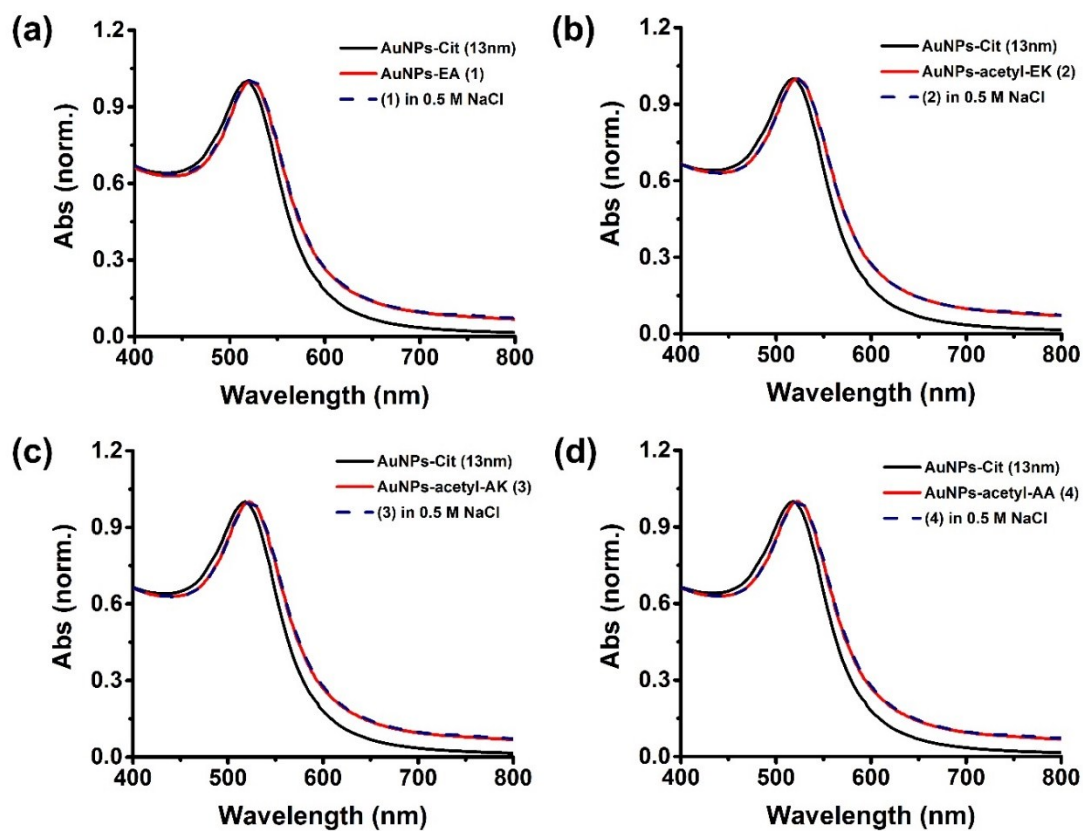 (a)
AuNPs-Cit (13nm)
AuNPs-EA (1)
(1) in 0.5 M NaCl
Abs (norm.)
1.2
0.9
0.6
0.3
0.0
400 500 600 700 800
Wavelength (nm)
(b)
AuNPs-Cit (13nm)
AuNPs-acetyl-EK (2)
(2) in 0.5 M NaCl
Abs (norm.)
1.2
0.9
0.6
0.3
0.0
400 500 600 700 800
Wavelength (nm)
(c)
AuNPs-Cit (13nm)
AuNPs-acetyl-AK (3)
(3) in 0.5 M NaCl
Abs (norm.)
1.2
0.9
0.6
0.3
0.0
400 500 600 700 800
Wavelength (nm)
(d)
AuNPs-Cit (13nm)
AuNPs-acetyl-AA (4)
(4) in 0.5 M NaCl
Abs (norm.)
1.2
0.9
0.6
0.3
0.0
400 500 600 700 800
Wavelength (nm)